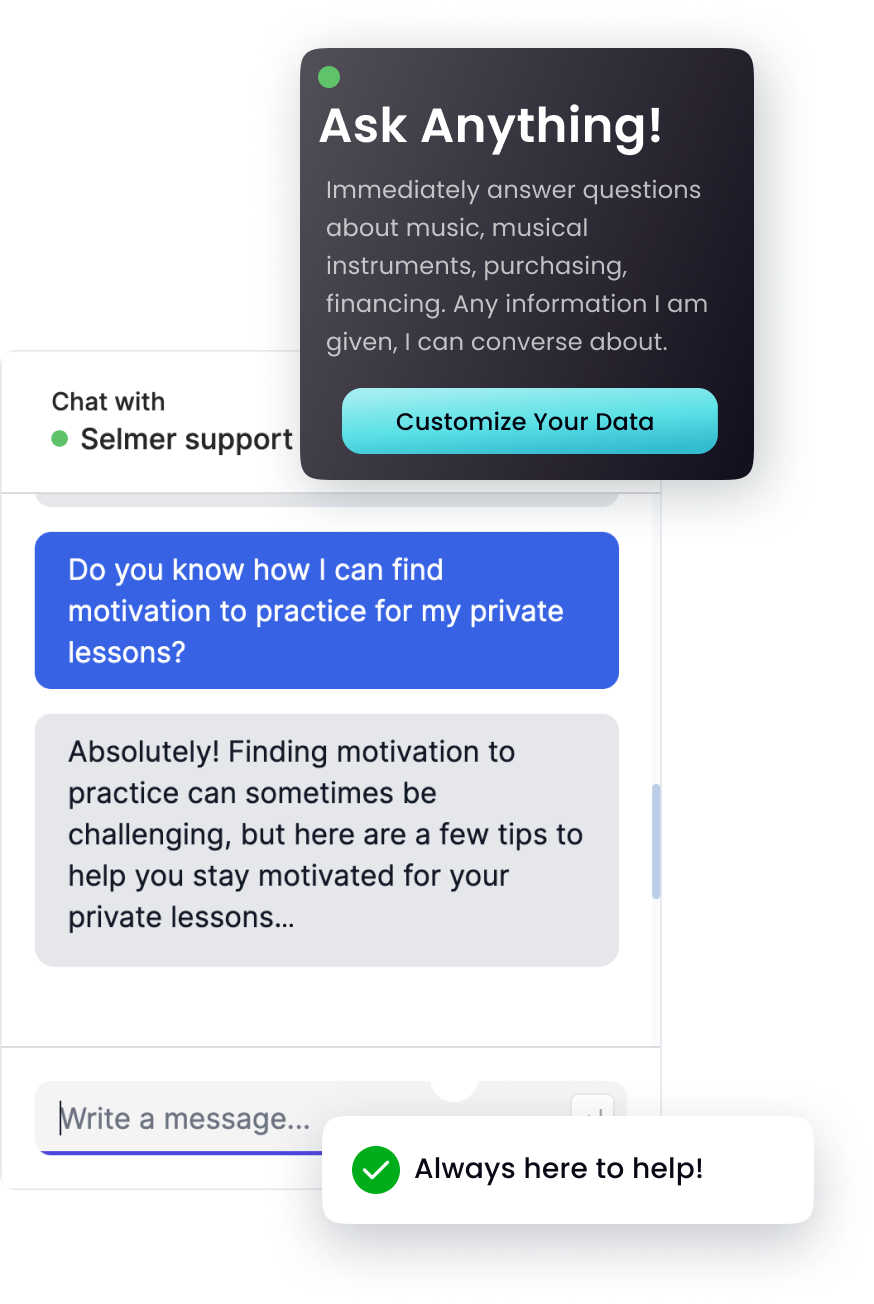 Ask Anything!
Immediately answer questions
about music, musical
instruments, purchasing,
financing. Any information I am
given, I can converse about.
Customize Your Data
Chat with
Selmer support
Do you know how I can find
motivation to practice for my private
lessons?
Absolutely! Finding motivation to
practice can sometimes be
challenging, but here are a few tips to
help you stay motivated for your
private lessons...
Write a message...
Always here to help!